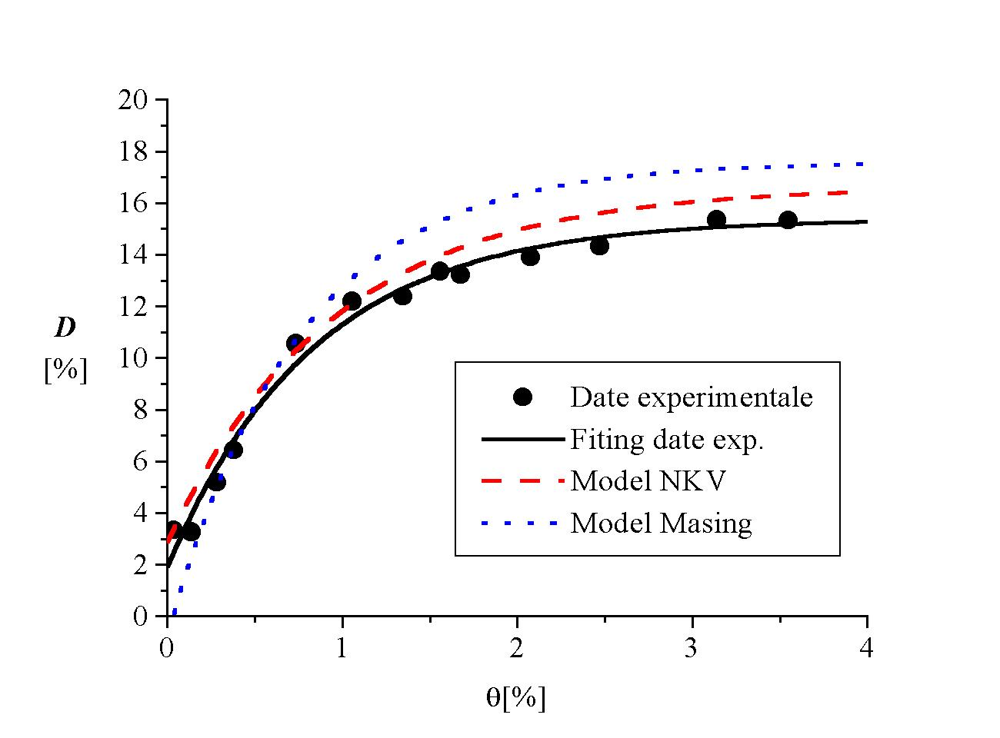 20
18
16
14
12
10
8
6
4
2
0
D
[%]
Date experimentale
Fiting date exp.
Model NKV
Model Masing
0 1 2 3 4
θ[%]